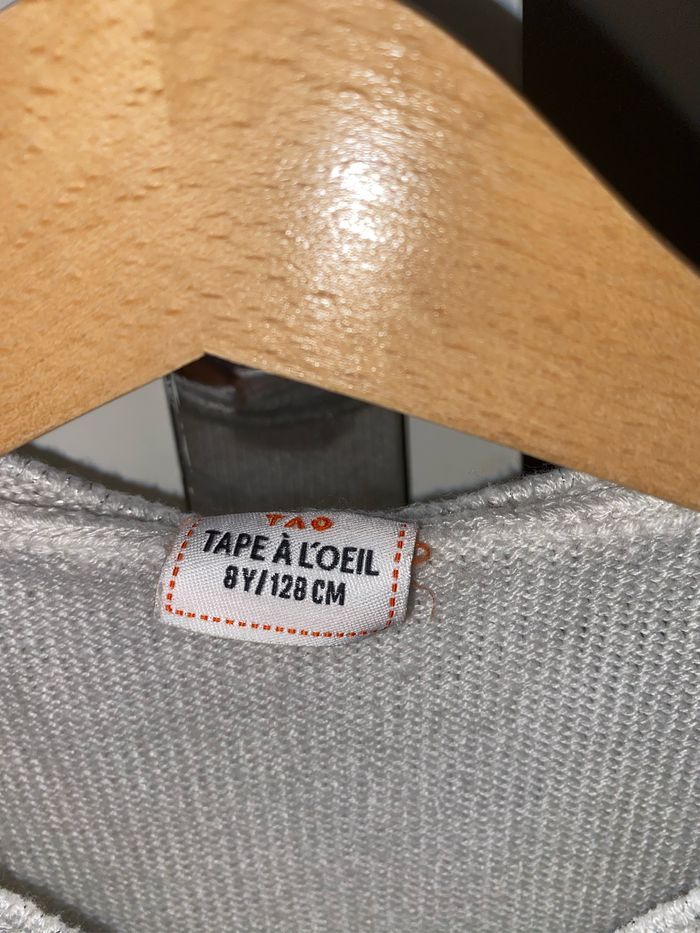 TAO
TAPE À L'OEIL
8Y/128 CM